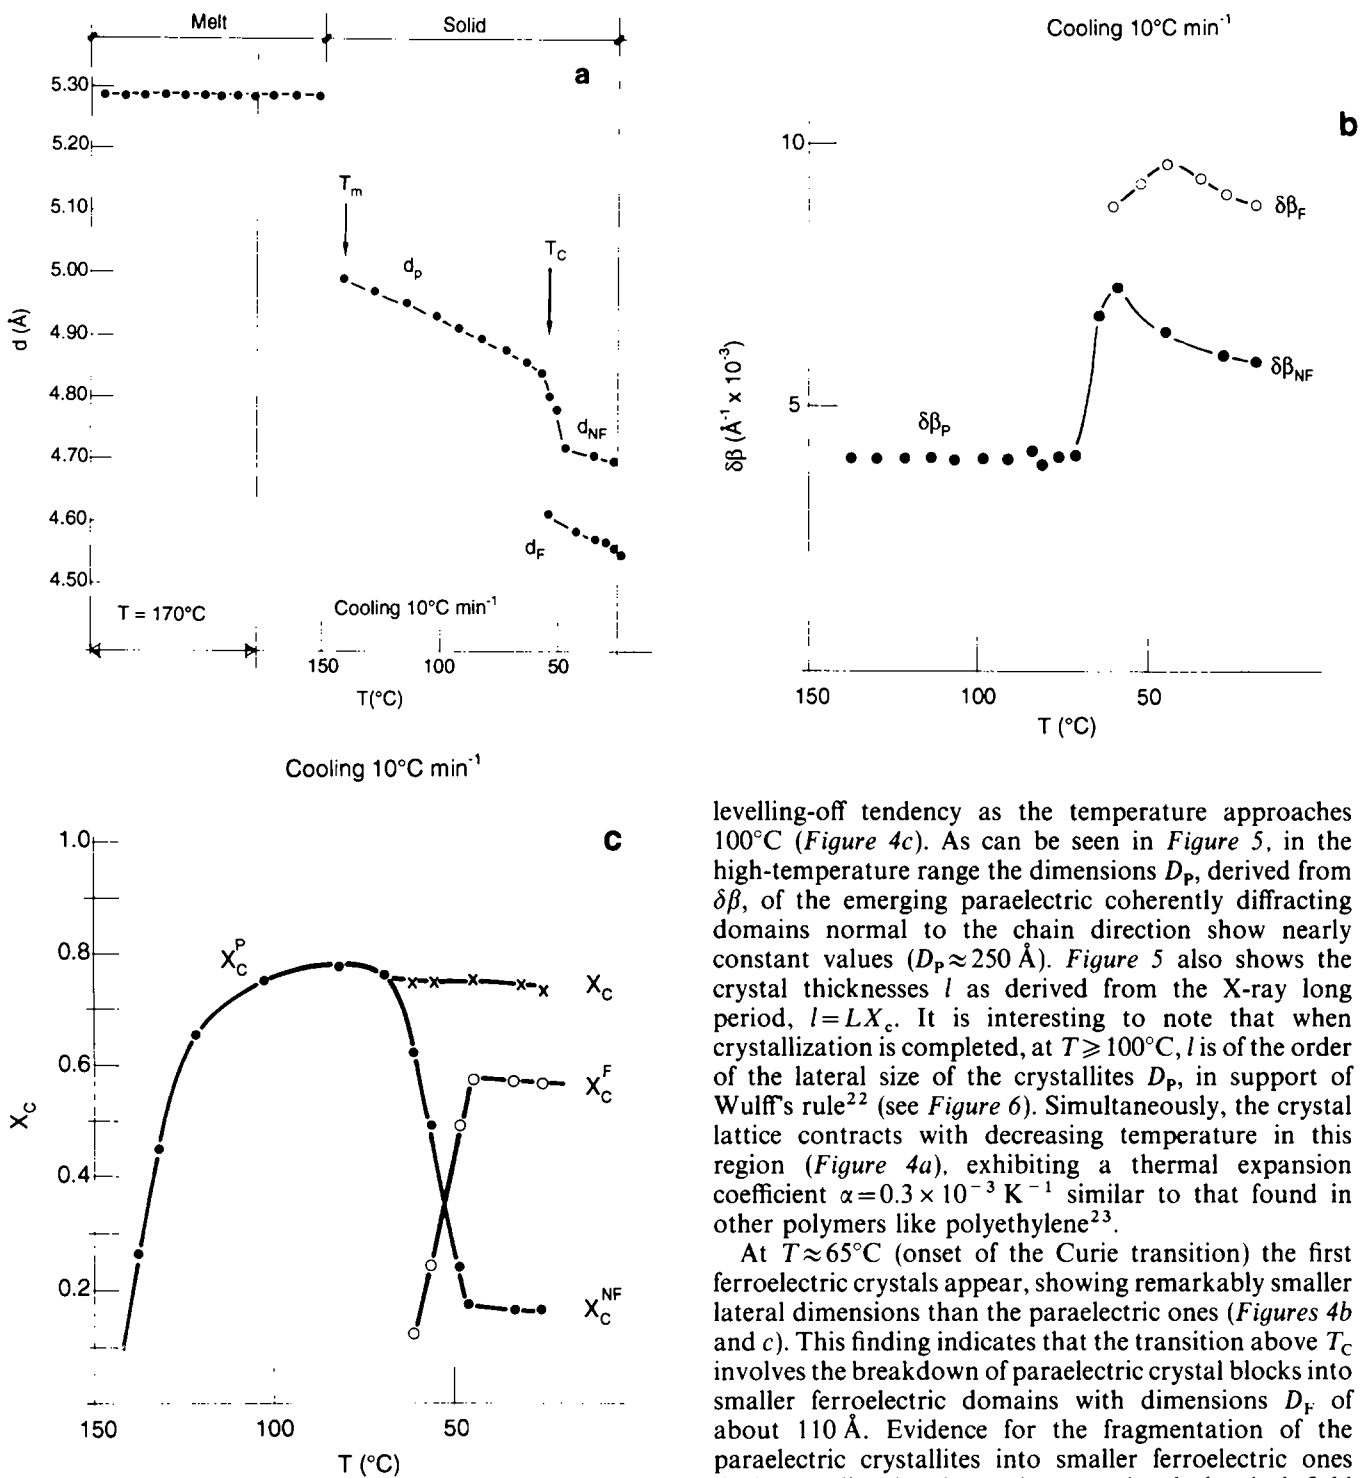 Melt
Solid
a
5.30
5.20
5.10
5.00
4.90
4.80
4.70
4.60
4.50
d (Å)
T_m
d_p
T_C
d_NF
d_F
T = 170°C
Cooling 10°C min⁻¹
150
100
50
T(°C)
Cooling 10°C min⁻¹
b
10
5
δβ (Å⁻¹ x 10⁻³)
δβ_F
δβ_P
δβ_NF
150
100
50
T (°C)
Cooling 10°C min⁻¹
c
1.0
0.8
0.6
0.4
0.2
X_C
X_C^P
X_C
X_C^F
X_C^NF
150
100
50
T (°C)
levelling-off tendency as the temperature approaches
100°C (Figure 4c). As can be seen in Figure 5, in the
high-temperature range the dimensions D_P, derived from
δβ, of the emerging paraelectric coherently diffracting
domains normal to the chain direction show nearly
constant values (D_P ≈ 250 Å). Figure 5 also shows the
crystal thicknesses l as derived from the X-ray long
period, l = LX_c. It is interesting to note that when
crystallization is completed, at T ⩾ 100°C, l is of the order
of the lateral size of the crystallites D_P, in support of
Wulff's rule²² (see Figure 6). Simultaneously, the crystal
lattice contracts with decreasing temperature in this
region (Figure 4a), exhibiting a thermal expansion
coefficient α = 0.3 × 10⁻³ K⁻¹ similar to that found in
other polymers like polyethylene²³.
At T ≈ 65°C (onset of the Curie transition) the first
ferroelectric crystals appear, showing remarkably smaller
lateral dimensions than the paraelectric ones (Figures 4b
and c). This finding indicates that the transition above T_C
involves the breakdown of paraelectric crystal blocks into
smaller ferroelectric domains with dimensions D_F of
about 110 Å. Evidence for the fragmentation of the
paraelectric crystallites into smaller ferroelectric ones